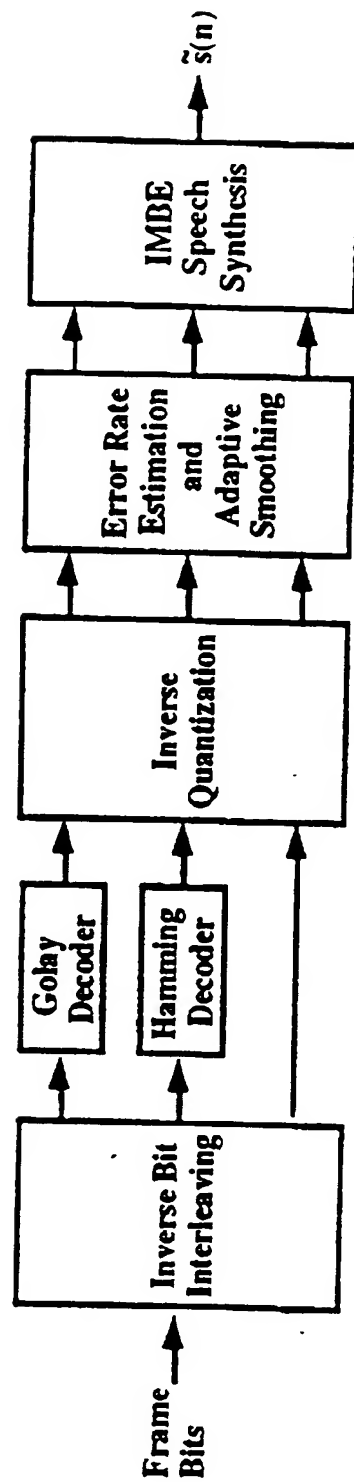 Frame
Bits
Inverse Bit
Interleaving
Golay
Decoder
Hamming
Decoder
Inverse
Quantization
Error Rate
Estimation
and
Adaptive
Smoothing
IMBE
Speech
Synthesis
s̃(n)